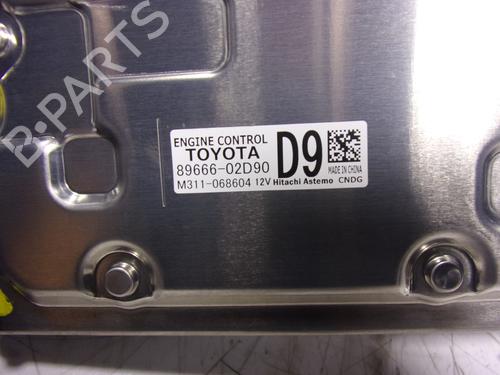 B-PARTS
ENGINE CONTROL
TOYOTA
89666-02D90
M311-068604 12V
D9
Hitachi Astemo
MADE IN CHINA
CNDG